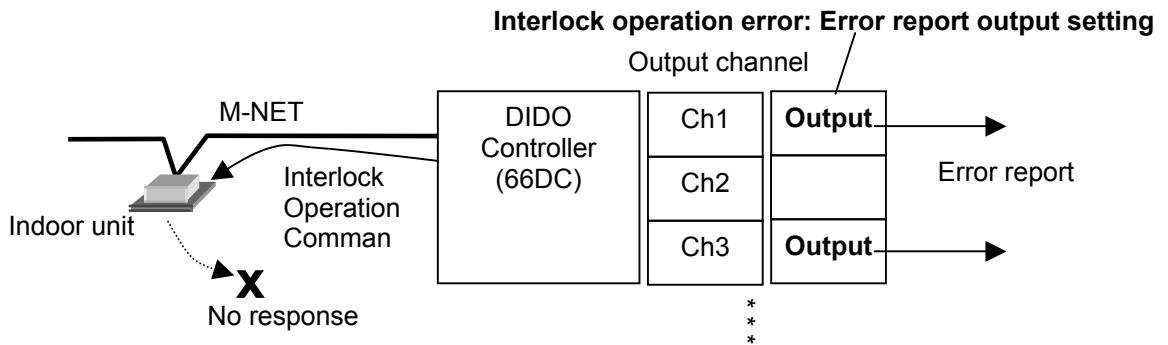 Interlock operation error: Error report output setting
Output channel
M-NET
DIDO
Controller
(66DC)
Ch1
Output
Ch2
Error report
Ch3
Output
Interlock
Operation
Comman
Indoor unit
X
No response
*
*
*